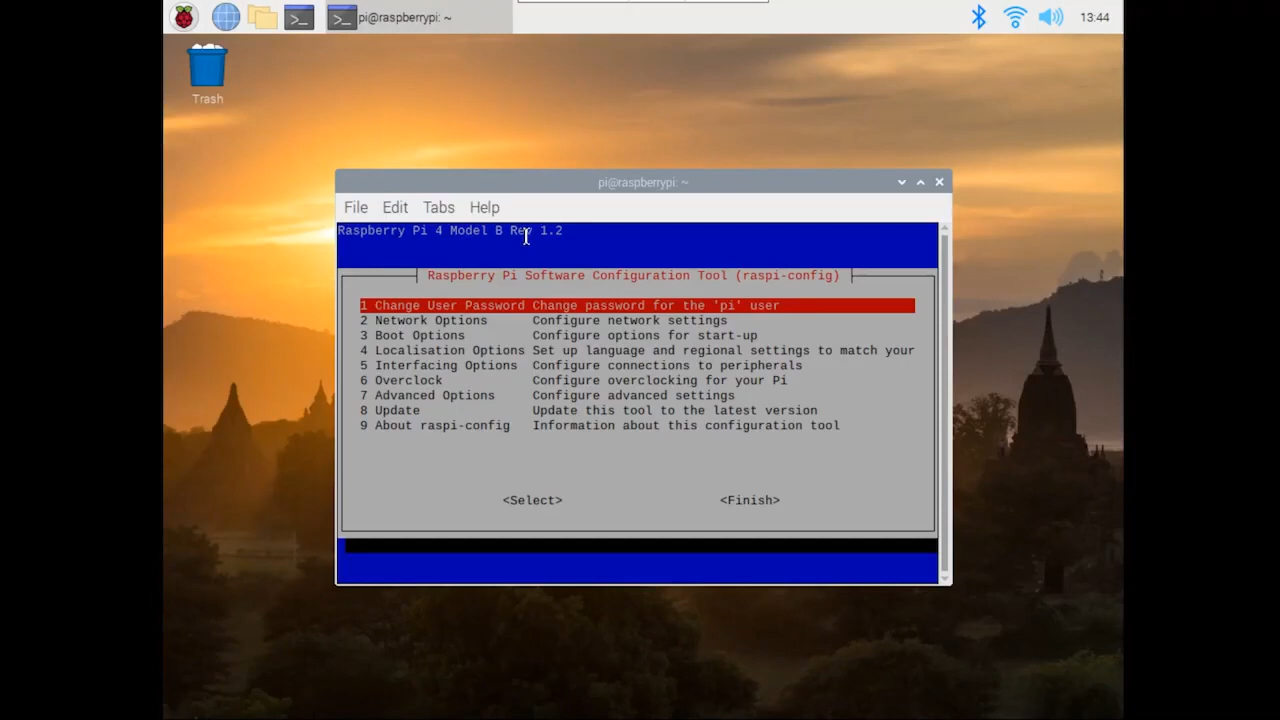 pi@raspberrypi: ~
13:44
Trash
pi@raspberrypi: ~
File Edit Tabs Help
Raspberry Pi 4 Model B Rev 1.2
Raspberry Pi Software Configuration Tool (raspi-config)
1 Change User Password Change password for the 'pi' user
2 Network Options Configure network settings
3 Boot Options Configure options for start-up
4 Localisation Options Set up language and regional settings to match your
5 Interfacing Options Configure connections to peripherals
6 Overclock Configure overclocking for your Pi
7 Advanced Options Configure advanced settings
8 Update Update this tool to the latest version
9 About raspi-config Information about this configuration tool
<Select> <Finish>